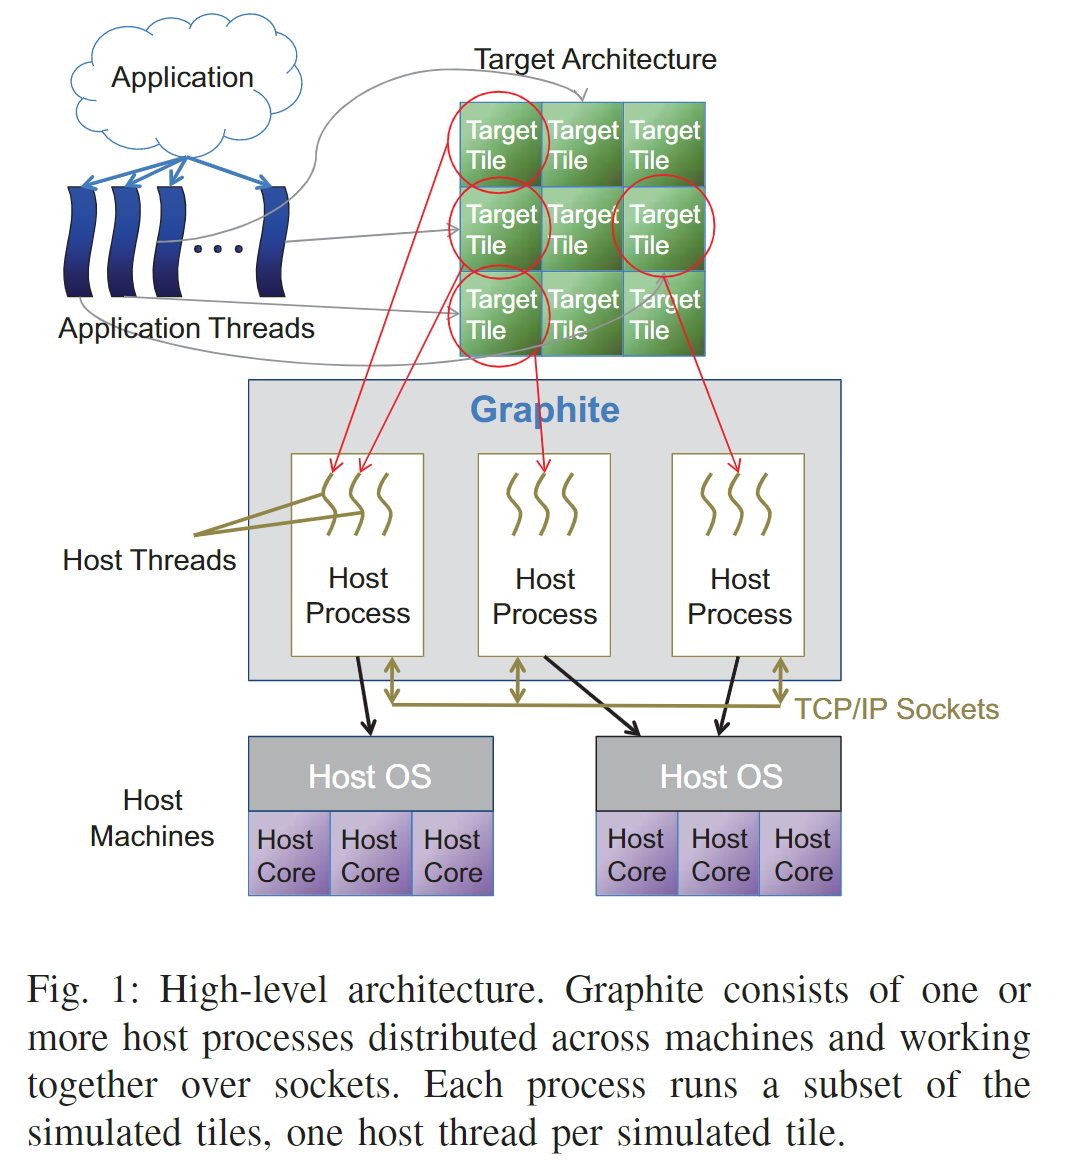 Application
Target Architecture
Target Target Target
Tile Tile Tile
Target Target Target
Tile Tile Tile
Target Target Target
Tile Tile Tile
Application Threads
Graphite
Host Threads
Host Host Host
Process Process Process
TCP/IP Sockets
Host OS Host OS
Host
Machines
Host Host Host Host Host Host
Core Core Core Core Core Core
Fig. 1: High-level architecture. Graphite consists of one or
more host processes distributed across machines and working
together over sockets. Each process runs a subset of the
simulated tiles, one host thread per simulated tile.